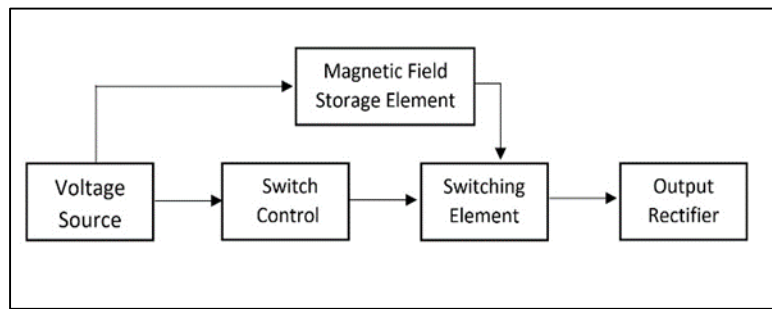 Magnetic Field
Storage Element
Voltage
Source
Switch
Control
Switching
Element
Output
Rectifier